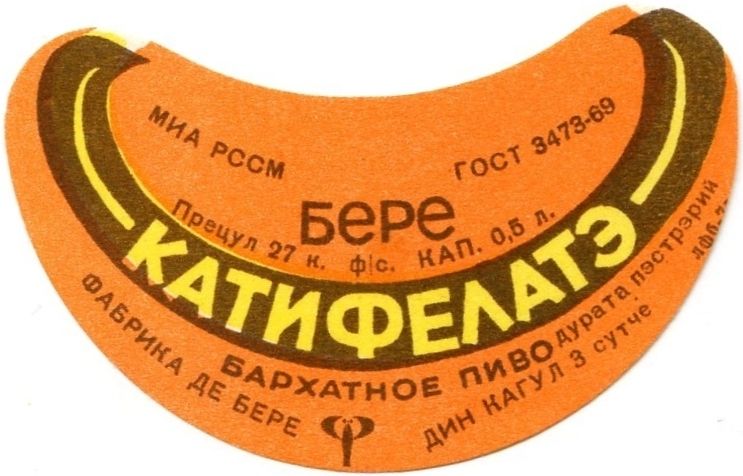 МИА РССМ
ГОСТ 3473-69
Бере
Прецул 27 к. ф|с. КАП. 0,5 л.
КАТИФЕЛАТЭ
БАРХАТНОЕ ПИВО
дурата пэстрэрий
3 сутче
ФАБРИКА ДЕ БЕРЕ
ДИН КАГУЛ